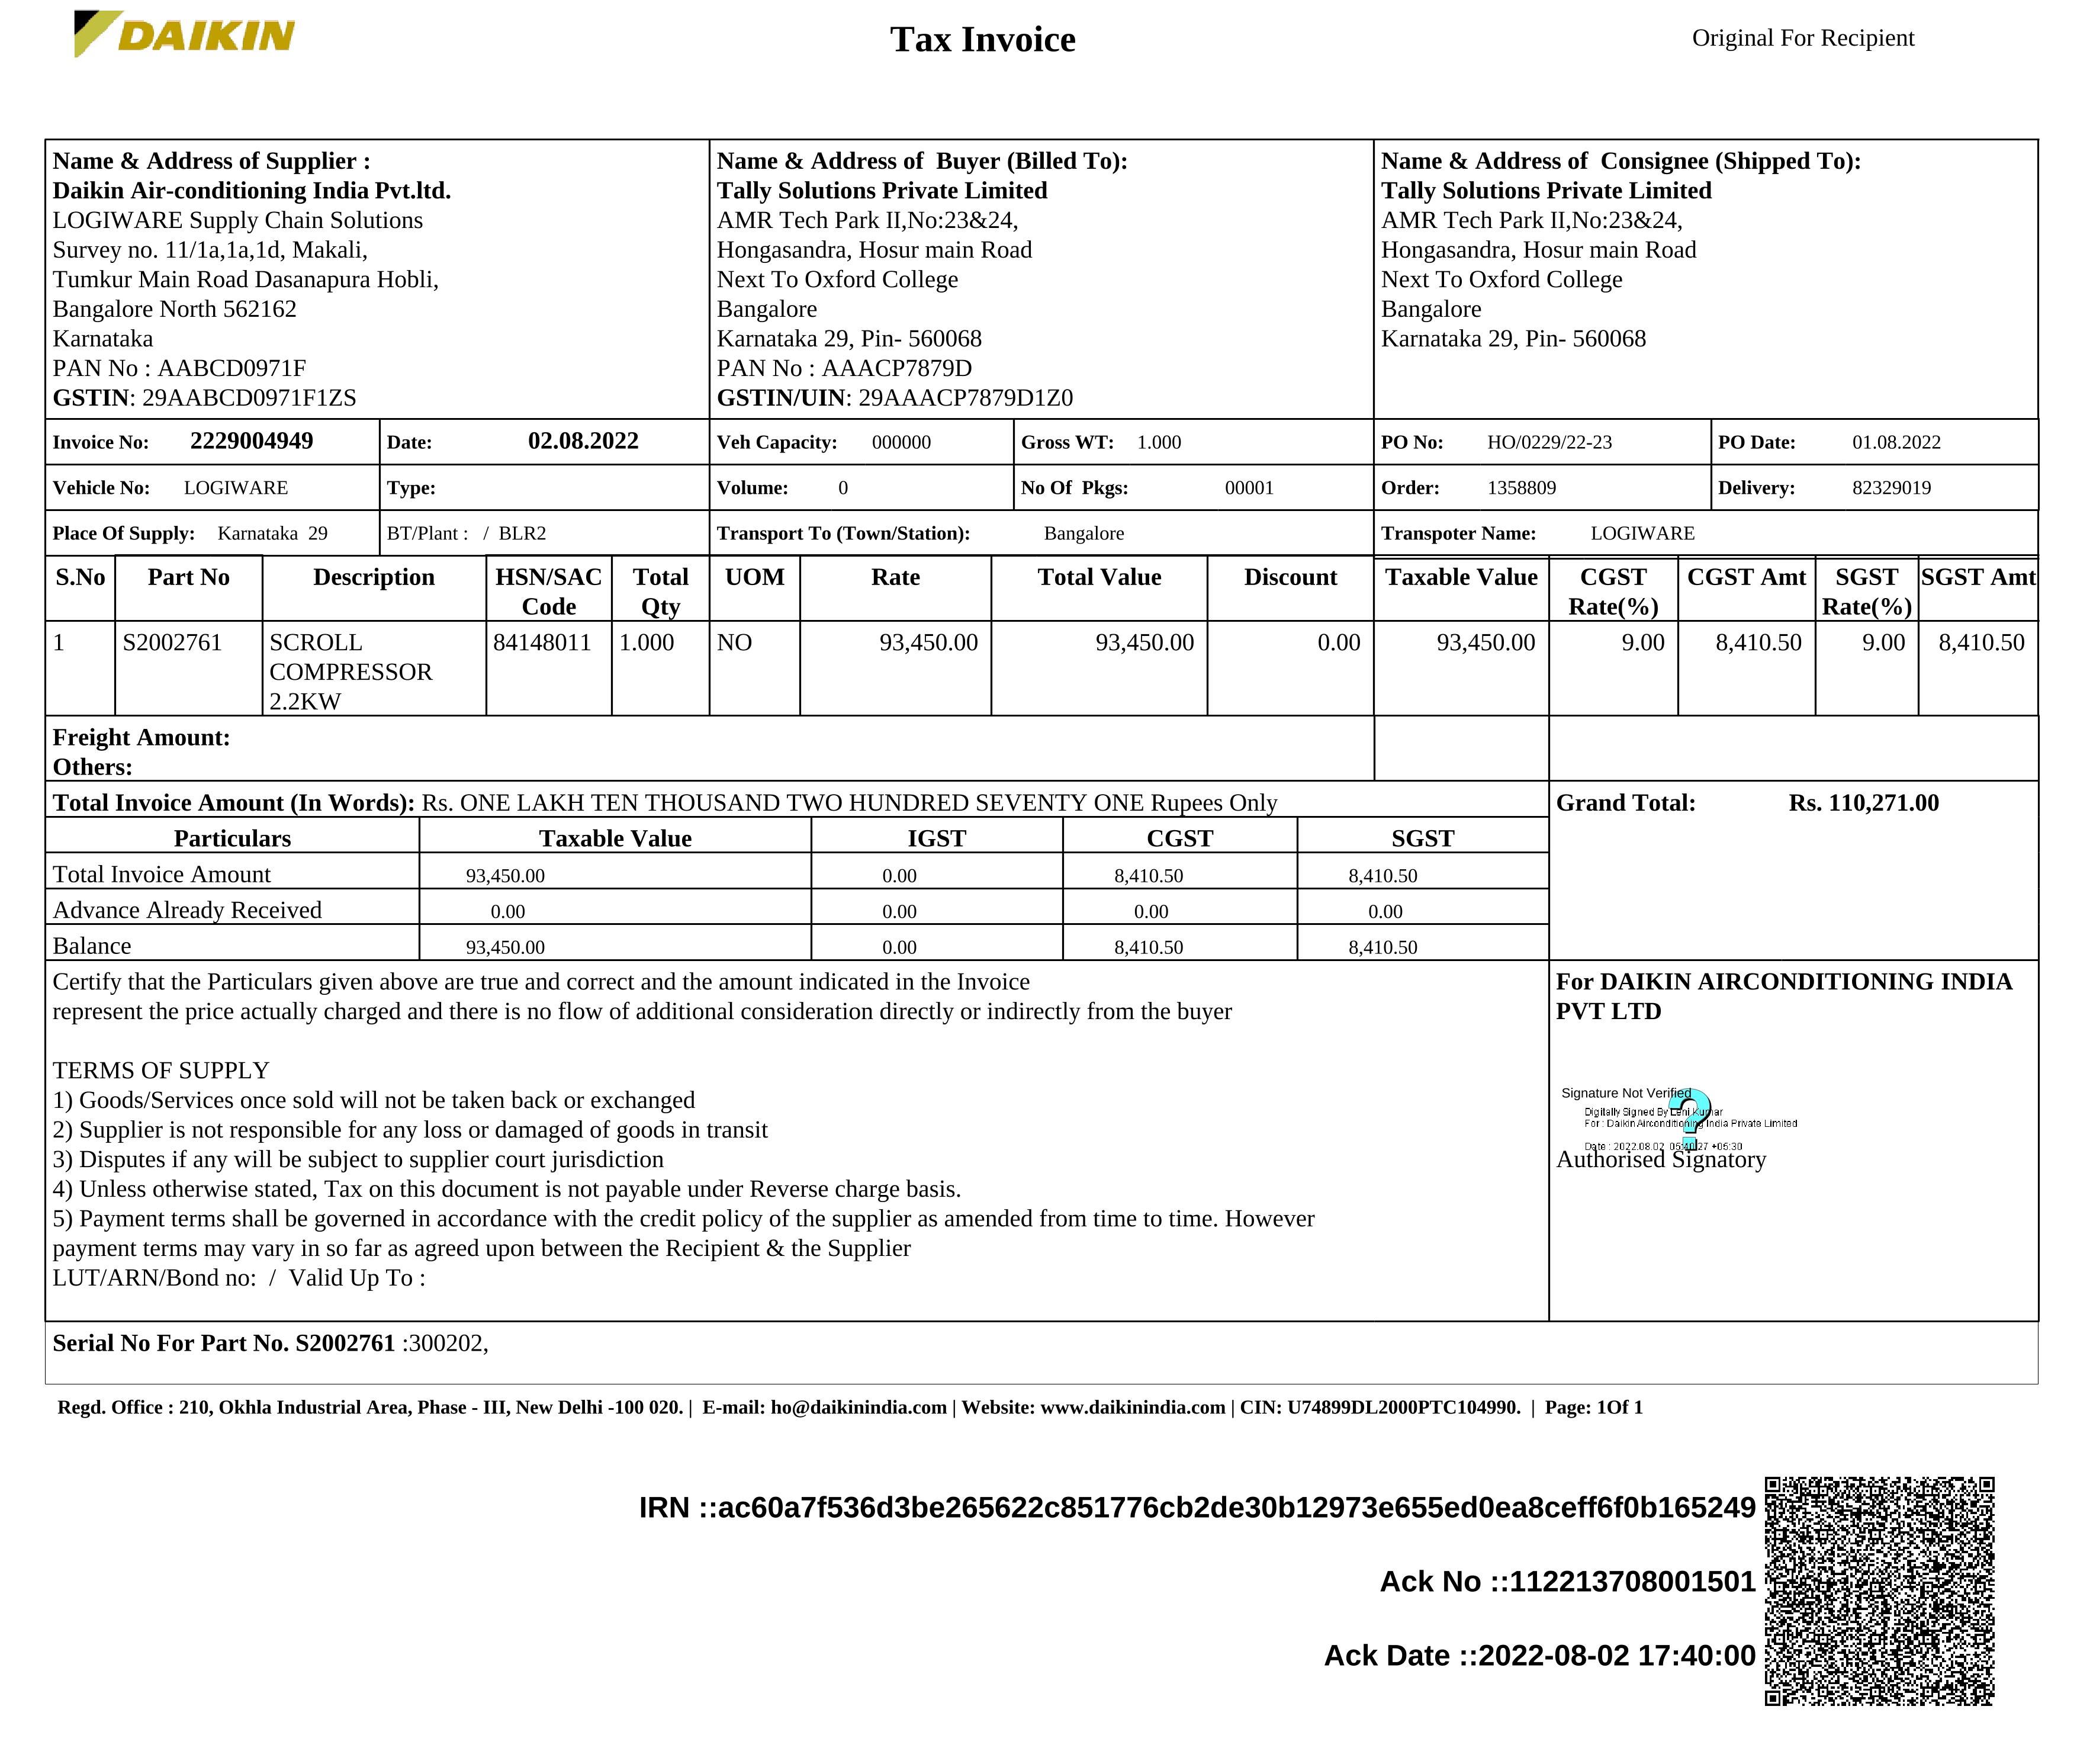 DAIKIN
Tax Invoice
Original For Recipient
Name & Address of Supplier :
Daikin Air-conditioning India Pvt.ltd.
LOGIWARE Supply Chain Solutions
Survey no. 11/1a,1a,1d, Makali,
Tumkur Main Road Dasanapura Hobli,
Bangalore North 562162
Karnataka
PAN No : AABCD0971F
GSTIN: 29AABCD0971F1ZS
Name & Address of Buyer (Billed To):
Tally Solutions Private Limited
AMR Tech Park II,No:23&24,
Hongasandra, Hosur main Road
Next To Oxford College
Bangalore
Karnataka 29, Pin- 560068
PAN No : AAACP7879D
GSTIN/UIN: 29AAACP7879D1Z0
Name & Address of Consignee (Shipped To):
Tally Solutions Private Limited
AMR Tech Park II,No:23&24,
Hongasandra, Hosur main Road
Next To Oxford College
Bangalore
Karnataka 29, Pin- 560068
Invoice No: 2229004949 Date: 02.08.2022 Veh Capacity: 000000 Gross WT: 1.000 PO No: HO/0229/22-23 PO Date: 01.08.2022
Vehicle No: LOGIWARE Type: Volume: 0 No Of Pkgs: 00001 Order: 1358809 Delivery: 82329019
Place Of Supply: Karnataka 29 BT/Plant : / BLR2 Transport To (Town/Station): Bangalore Transpoter Name: LOGIWARE
S.No Part No Description HSN/SAC Total UOM Rate Total Value Discount Taxable Value CGST CGST Amt SGST SGST Amt
Code Qty Rate(%) Rate(%)
1 S2002761 SCROLL 84148011 1.000 NO 93,450.00 93,450.00 0.00 93,450.00 9.00 8,410.50 9.00 8,410.50
COMPRESSOR
2.2KW
Freight Amount:
Others:
Total Invoice Amount (In Words): Rs. ONE LAKH TEN THOUSAND TWO HUNDRED SEVENTY ONE Rupees Only
Grand Total: Rs. 110,271.00
Particulars Taxable Value IGST CGST SGST
Total Invoice Amount 93,450.00 0.00 8,410.50 8,410.50
Advance Already Received 0.00 0.00 0.00 0.00
Balance 93,450.00 0.00 8,410.50 8,410.50
Certify that the Particulars given above are true and correct and the amount indicated in the Invoice
represent the price actually charged and there is no flow of additional consideration directly or indirectly from the buyer
TERMS OF SUPPLY
1) Goods/Services once sold will not be taken back or exchanged
2) Supplier is not responsible for any loss or damaged of goods in transit
3) Disputes if any will be subject to supplier court jurisdiction
4) Unless otherwise stated, Tax on this document is not payable under Reverse charge basis.
5) Payment terms shall be governed in accordance with the credit policy of the supplier as amended from time to time. However
payment terms may vary in so far as agreed upon between the Recipient & the Supplier
LUT/ARN/Bond no: / Valid Up To :
For DAIKIN AIRCONDITIONING INDIA
PVT LTD
Signature Not Verified
Digitally Signed By Leni Kumar
For : Daikin Airconditioning India Private Limited
Date : 2022.08.02 05:40:27 +05:30
Authorised Signatory
Serial No For Part No. S2002761 :300202,
Regd. Office : 210, Okhla Industrial Area, Phase - III, New Delhi -100 020. | E-mail: ho@daikinindia.com | Website: www.daikinindia.com | CIN: U74899DL2000PTC104990. | Page: 1Of 1
IRN ::ac60a7f536d3be265622c851776cb2de30b12973e655ed0ea8ceff6f0b165249
Ack No ::112213708001501
Ack Date ::2022-08-02 17:40:00